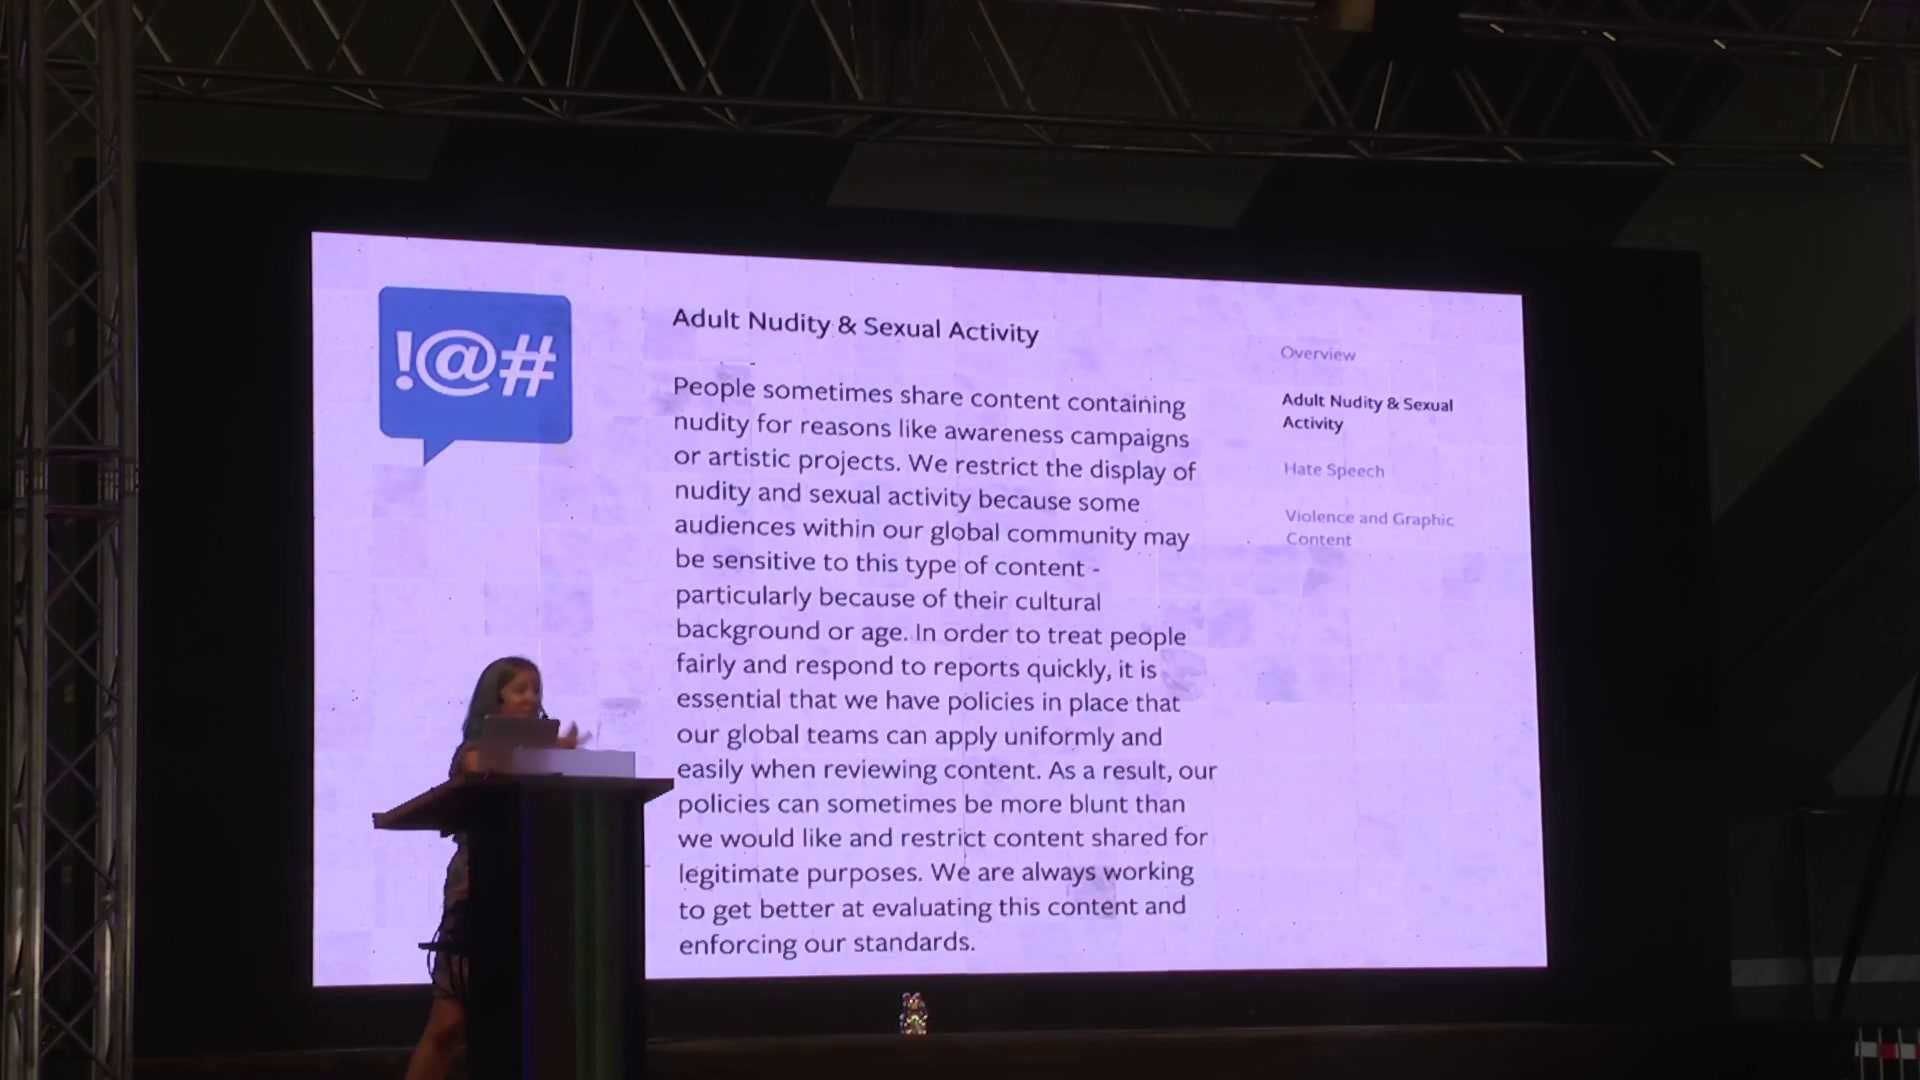 !@#
Adult Nudity & Sexual Activity
People sometimes share content containing
nudity for reasons like awareness campaigns
or artistic projects. We restrict the display of
nudity and sexual activity because some
audiences within our global community may
be sensitive to this type of content -
particularly because of their cultural
background or age. In order to treat people
fairly and respond to reports quickly, it is
essential that we have policies in place that
our global teams can apply uniformly and
easily when reviewing content. As a result, our
policies can sometimes be more blunt than
we would like and restrict content shared for
legitimate purposes. We are always working
to get better at evaluating this content and
enforcing our standards.
Overview
Adult Nudity & Sexual
Activity
Hate Speech
Violence and Graphic
Content